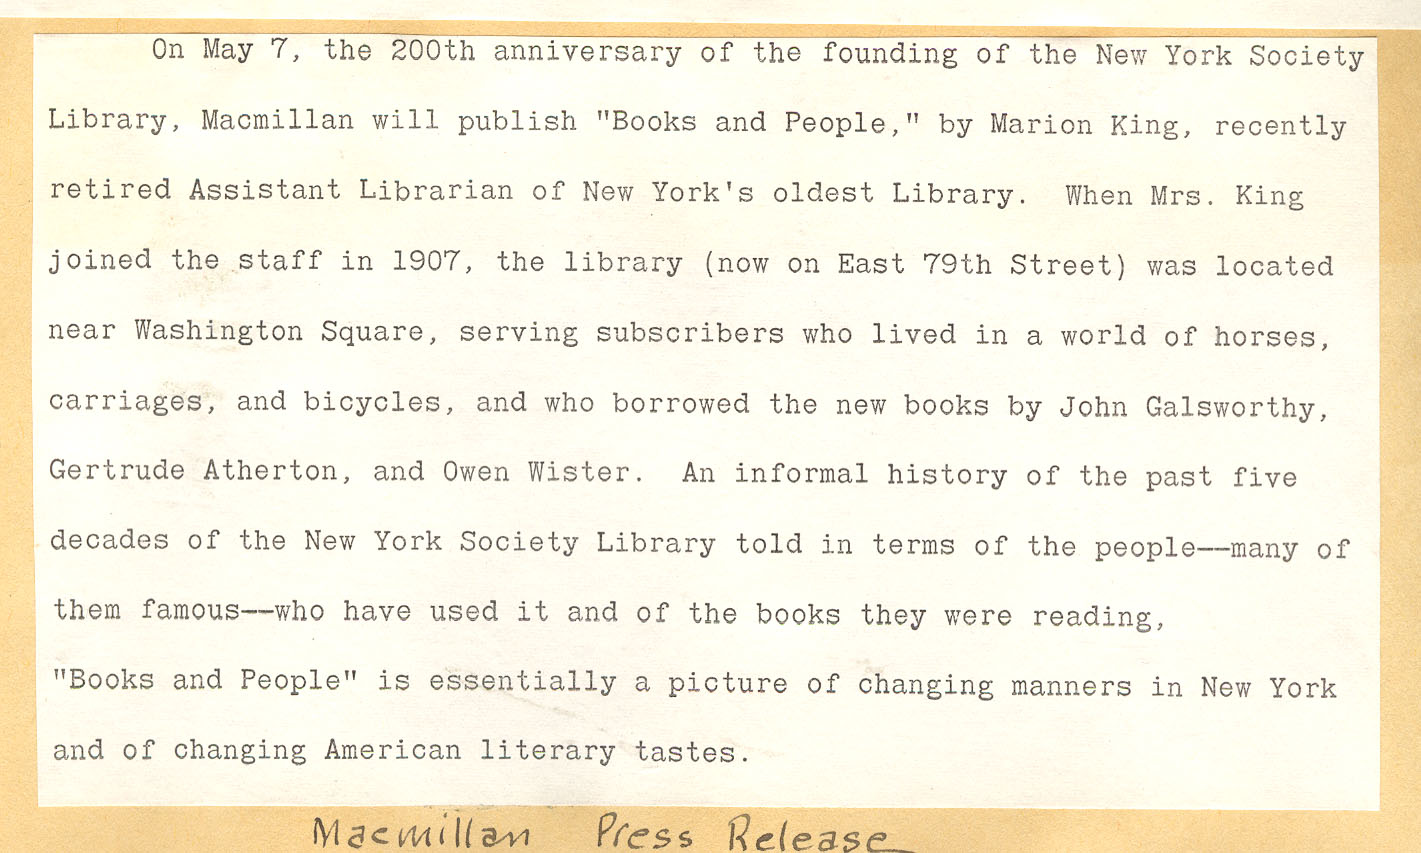 On May 7, the 200th anniversary of the founding of the New York Society
Library, Macmillan will publish "Books and People," by Marion King, recently
retired Assistant Librarian of New York's oldest Library.  When Mrs. King
joined the staff in 1907, the library (now on East 79th Street) was located
near Washington Square, serving subscribers who lived in a world of horses,
carriages, and bicycles, and who borrowed the new books by John Galsworthy,
Gertrude Atherton, and Owen Wister.  An informal history of the past five
decades of the New York Society Library told in terms of the people--many of
them famous--who have used it and of the books they were reading,
"Books and People" is essentially a picture of changing manners in New York
and of changing American literary tastes.
Macmillan Press Release